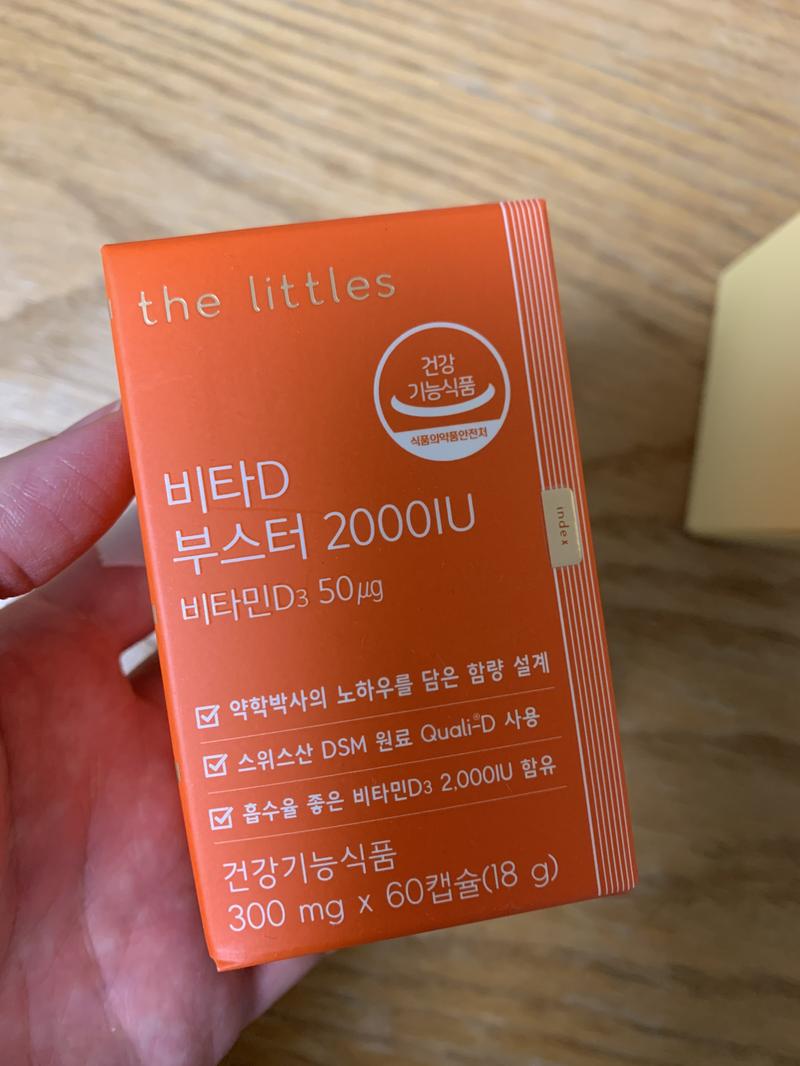 the littles
건강
기능식품
식품의약품안전처
비타D
부스터 2000IU
비타민D3 50μg
index
약학박사의 노하우를 담은 함량 설계
스위스산 DSM 원료 Quali®-D 사용
흡수율 좋은 비타민D3 2,000IU 함유
건강기능식품
300 mg x 60캡슐(18 g)